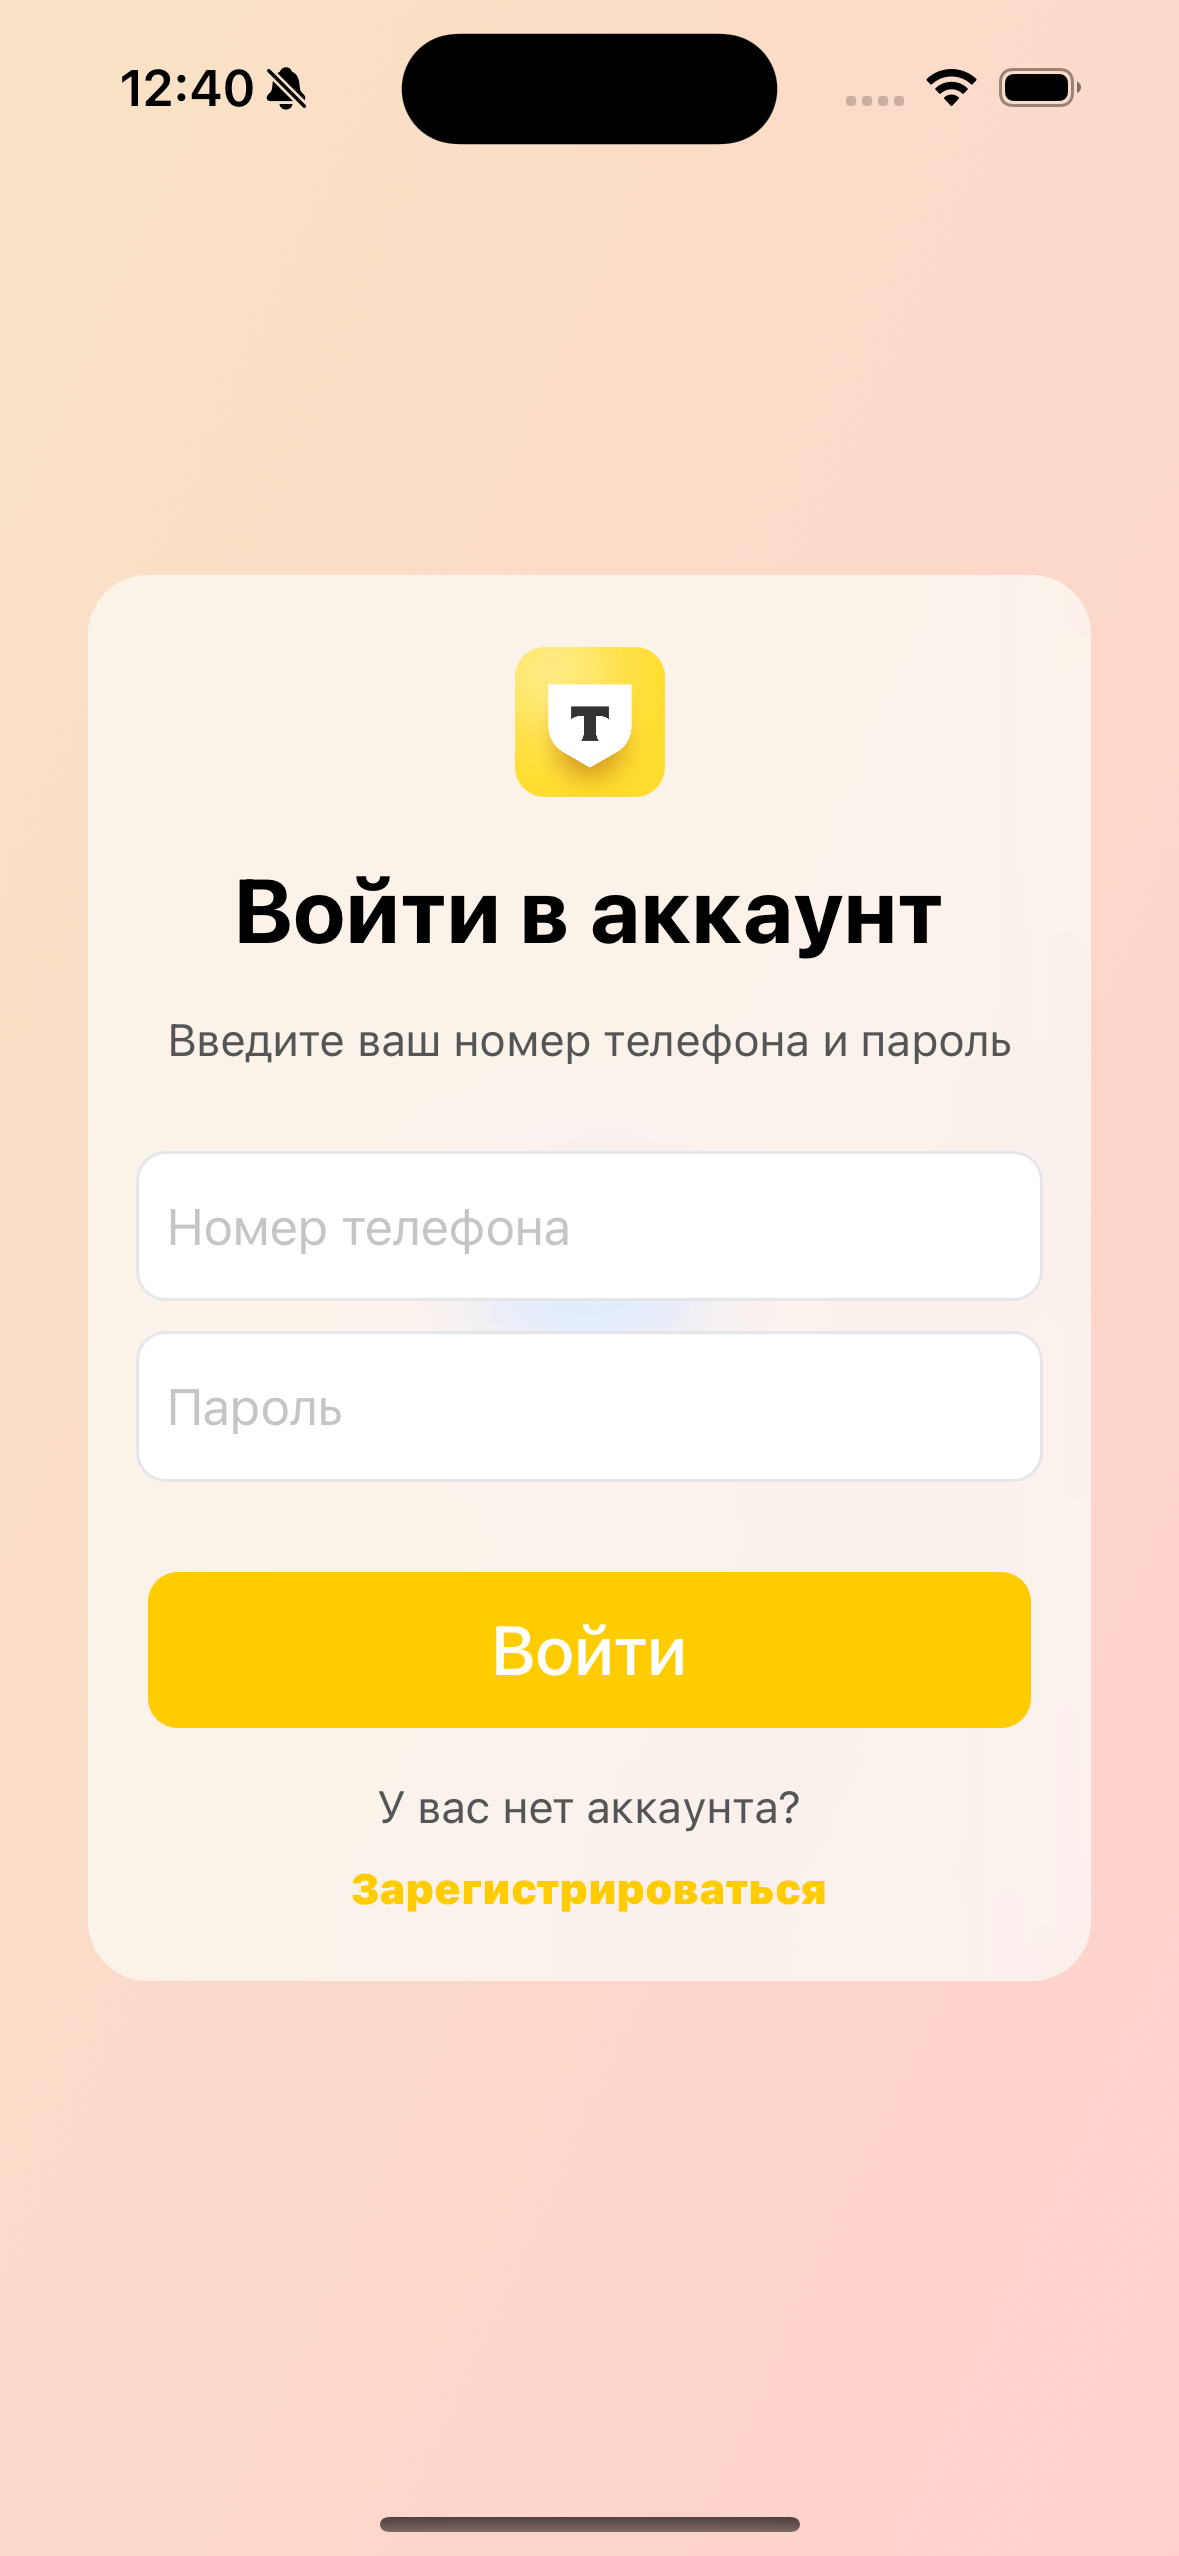 12:40
Т
Войти в аккаунт
Введите ваш номер телефона и пароль
Номер телефона
Пароль
Войти
У вас нет аккаунта?
Зарегистрироваться